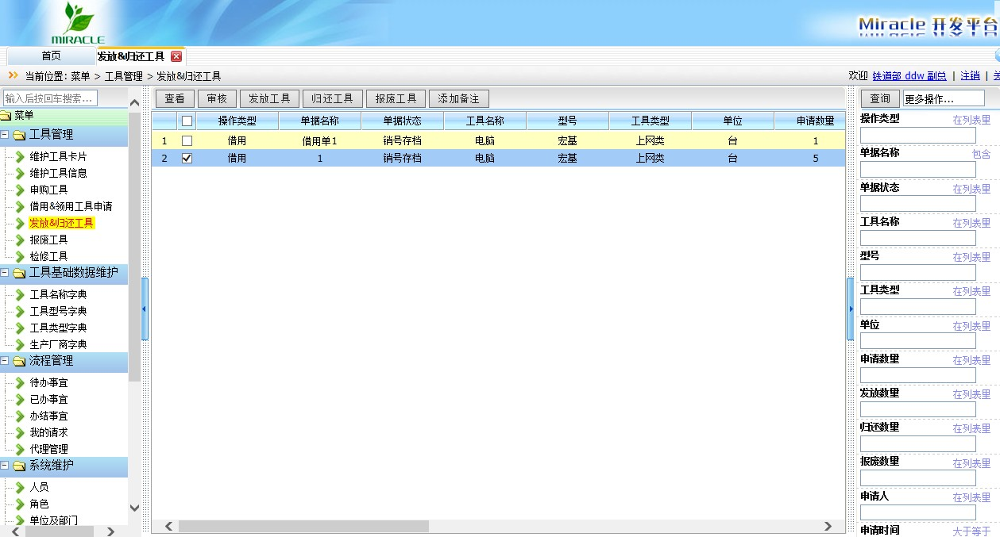 MIRACLE
Miracle 开发平台
首页
发放&归还工具
当前位置: 菜单 > 工具管理 > 发放&归还工具
欢迎 铁道部 ddw 副总 | 注销 |
输入后按回车搜索...
菜单
工具管理
维护工具卡片
维护工具信息
申购工具
借用&领用工具申请
发放&归还工具
报废工具
检修工具
工具基础数据维护
工具名称字典
工具型号字典
工具类型字典
生产厂商字典
流程管理
待办事宜
已办事宜
办结事宜
我的请求
代理管理
系统维护
人员
角色
单位及部门
查看 审核 发放工具 归还工具 报废工具 添加备注
操作类型 单据名称 单据状态 工具名称 型号 工具类型 单位 申请数量
1 借用 借用单1 销号存档 电脑 宏基 上网类 台 1
2 借用 1 销号存档 电脑 宏基 上网类 台 5
查询 更多操作...
操作类型 在列表里
单据名称 包含
单据状态 在列表里
工具名称 在列表里
型号 在列表里
工具类型 在列表里
单位 在列表里
申请数量 在列表里
发放数量 在列表里
归还数量 在列表里
报废数量 在列表里
申请人 在列表里
申请时间 大于等于